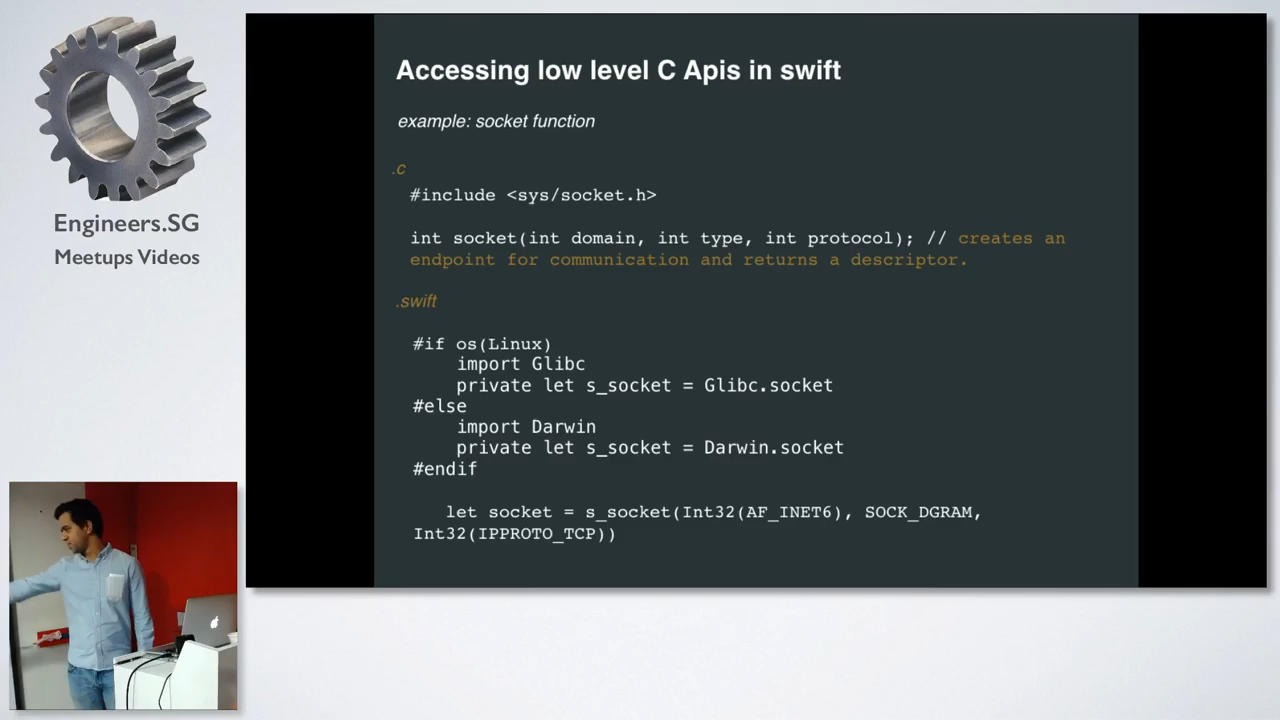 Engineers.SG
Meetups Videos
Accessing low level C Apis in swift
example: socket function
.c
#include <sys/socket.h>
int socket(int domain, int type, int protocol); // creates an
endpoint for communication and returns a descriptor.
.swift
#if os(Linux)
import Glibc
private let s_socket = Glibc.socket
#else
import Darwin
private let s_socket = Darwin.socket
#endif
let socket = s_socket(Int32(AF_INET6), SOCK_DGRAM,
Int32(IPPROTO_TCP))